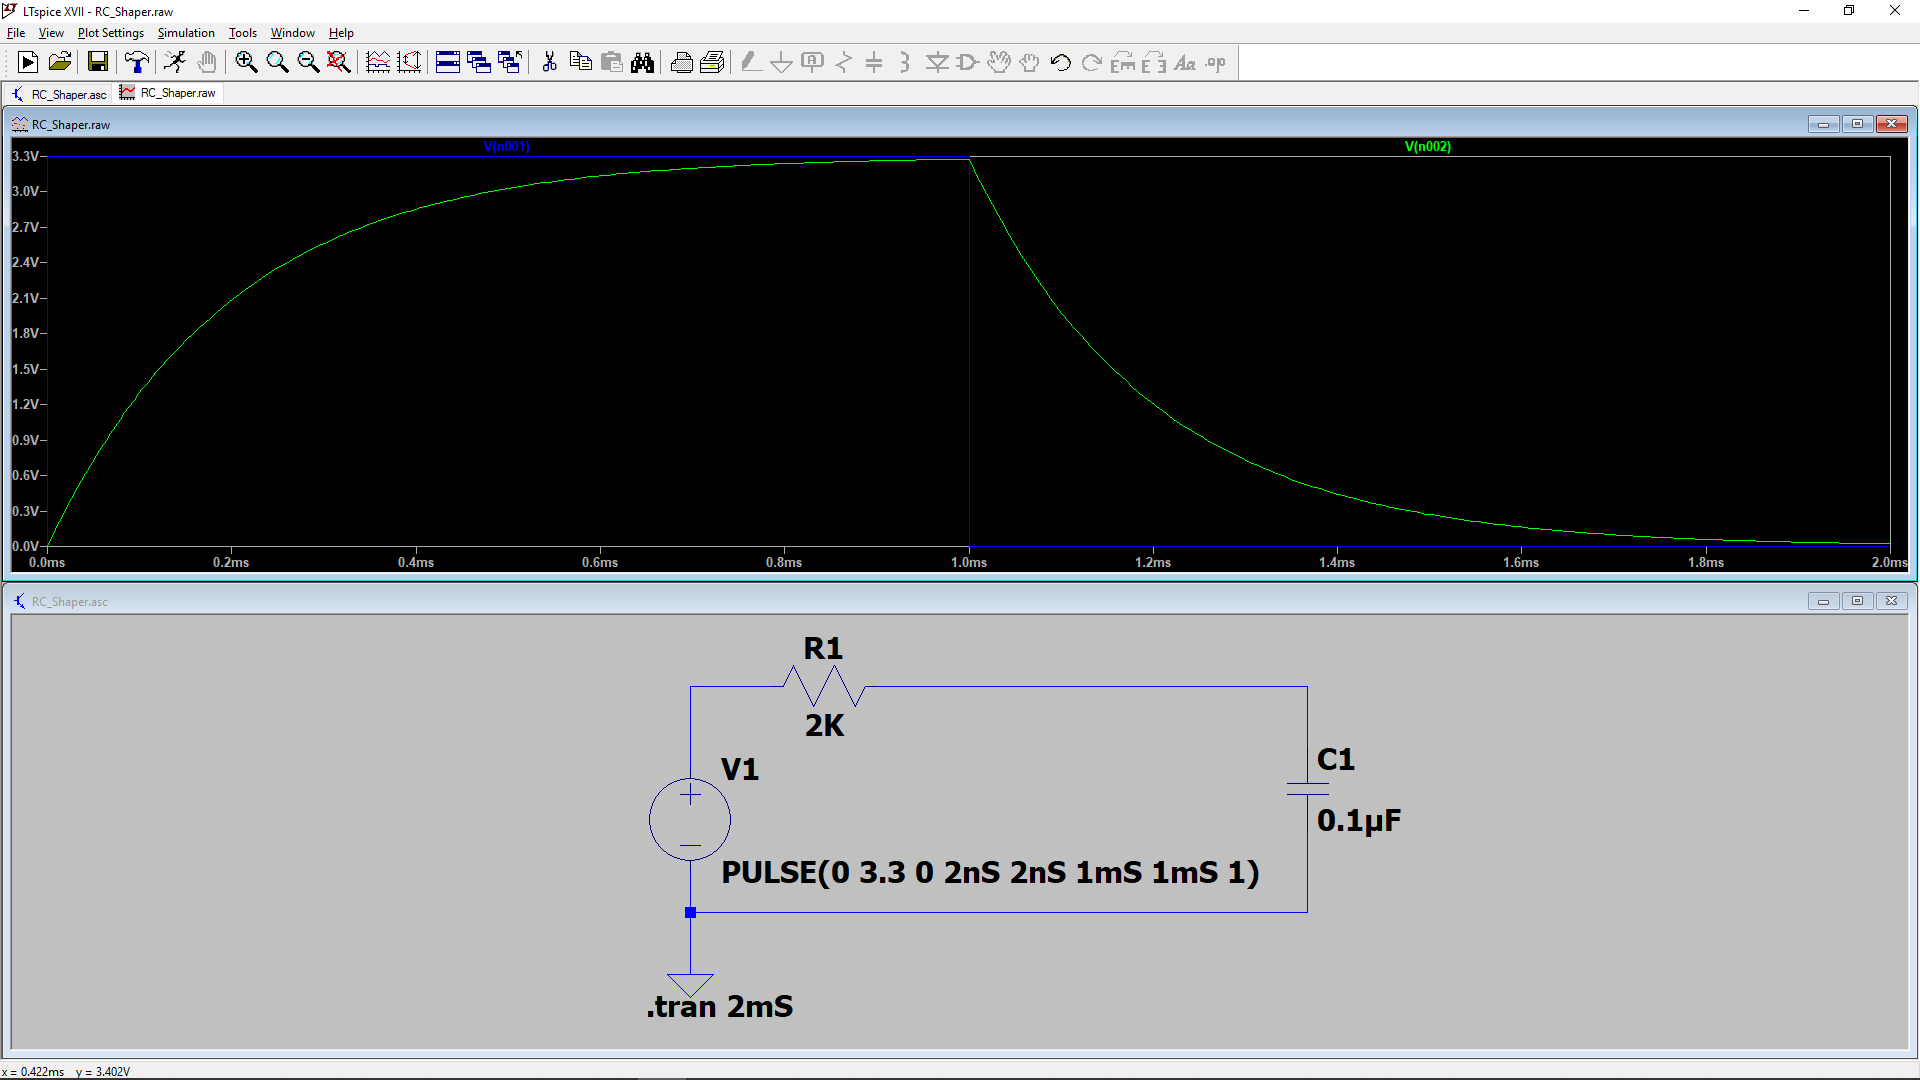 LTspice XVII - RC_Shaper.raw
File View Plot Settings Simulation Tools Window Help
RC_Shaper.asc RC_Shaper.raw
RC_Shaper.raw
V(n001) V(n002)
3.3V
3.0V
2.7V
2.4V
2.1V
1.8V
1.5V
1.2V
0.9V
0.6V
0.3V
0.0V
0.0ms 0.2ms 0.4ms 0.6ms 0.8ms 1.0ms 1.2ms 1.4ms 1.6ms 1.8ms 2.0ms
RC_Shaper.asc
R1
2K
V1
C1
0.1µF
PULSE(0 3.3 0 2nS 2nS 1mS 1mS 1)
.tran 2mS
x = 0.422ms y = 3.402V